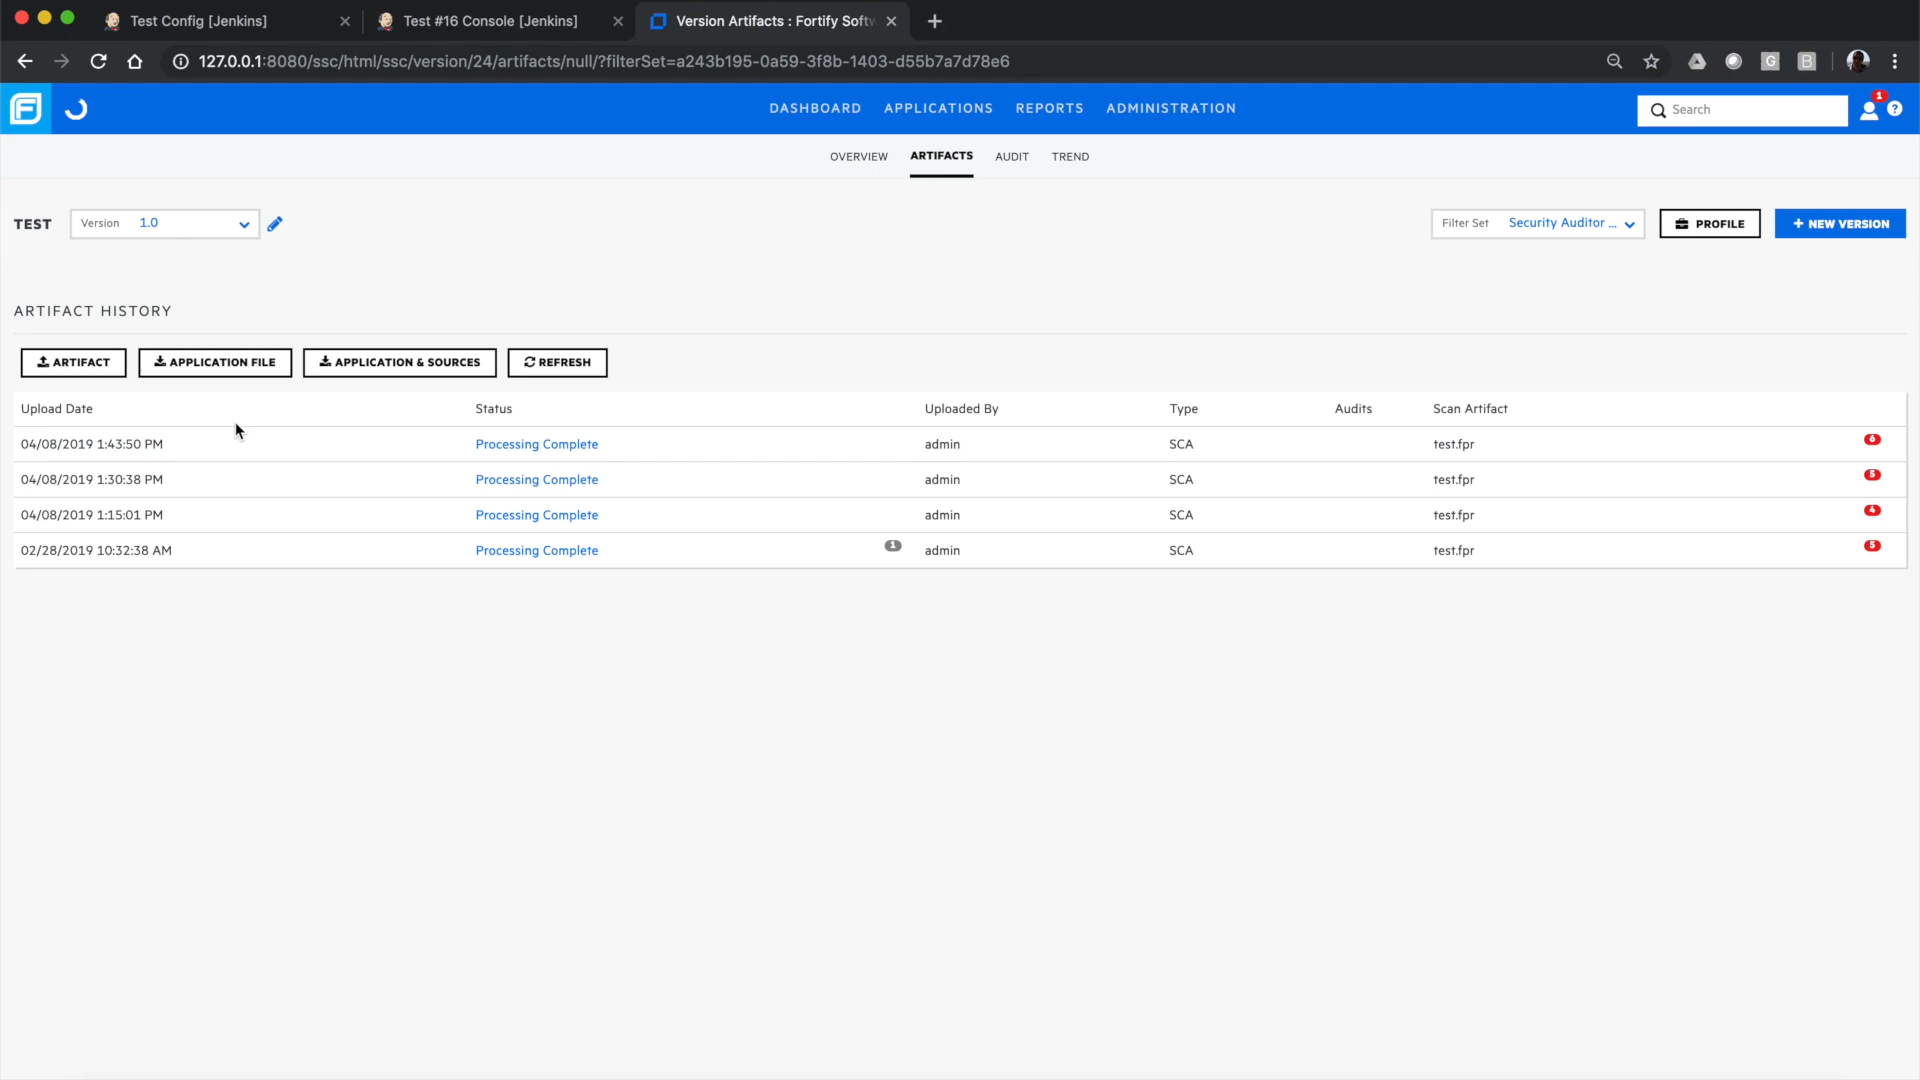 Test Config [Jenkins]
Test #16 Console [Jenkins]
Version Artifacts : Fortify Softw
127.0.0.1:8080/ssc/html/ssc/version/24/artifacts/null/?filterSet=a243b195-0a59-3f8b-1403-d55b7a7d78e6
G
B
F
DASHBOARD
APPLICATIONS
REPORTS
ADMINISTRATION
Search
1
?
OVERVIEW
ARTIFACTS
AUDIT
TREND
TEST
Version 1.0
Filter Set Security Auditor ...
PROFILE
+ NEW VERSION
ARTIFACT HISTORY
ARTIFACT
APPLICATION FILE
APPLICATION & SOURCES
REFRESH
Upload Date Status Uploaded By Type Audits Scan Artifact
04/08/2019 1:43:50 PM Processing Complete admin SCA test.fpr 6
04/08/2019 1:30:38 PM Processing Complete admin SCA test.fpr 5
04/08/2019 1:15:01 PM Processing Complete admin SCA test.fpr 4
02/28/2019 10:32:38 AM Processing Complete 1 admin SCA test.fpr 5